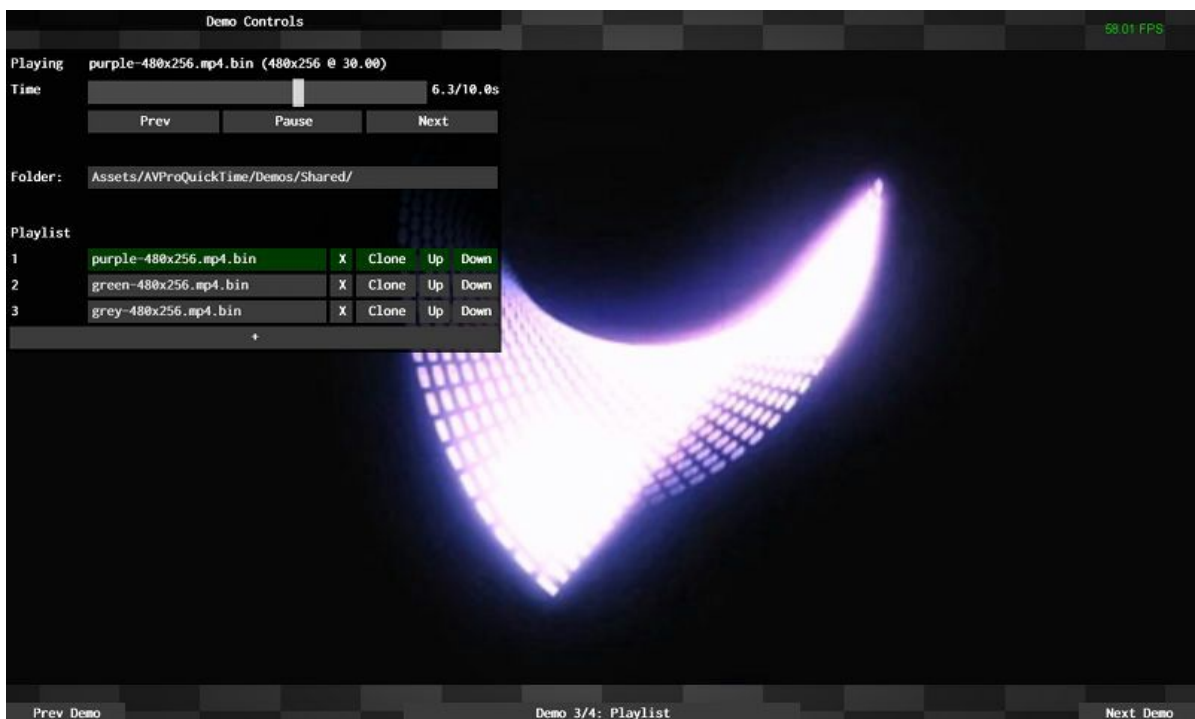 Demo Controls
58.01 FPS
Playing purple-480x256.mp4.bin (480x256 @ 30.00)
Time 6.3/10.0s
Prev Pause Next
Folder: Assets/AVProQuickTime/Demos/Shared/
Playlist
1 purple-480x256.mp4.bin X Clone Up Down
2 green-480x256.mp4.bin X Clone Up Down
3 grey-480x256.mp4.bin X Clone Up Down
+
Prev Demo Demo 3/4: Playlist Next Demo